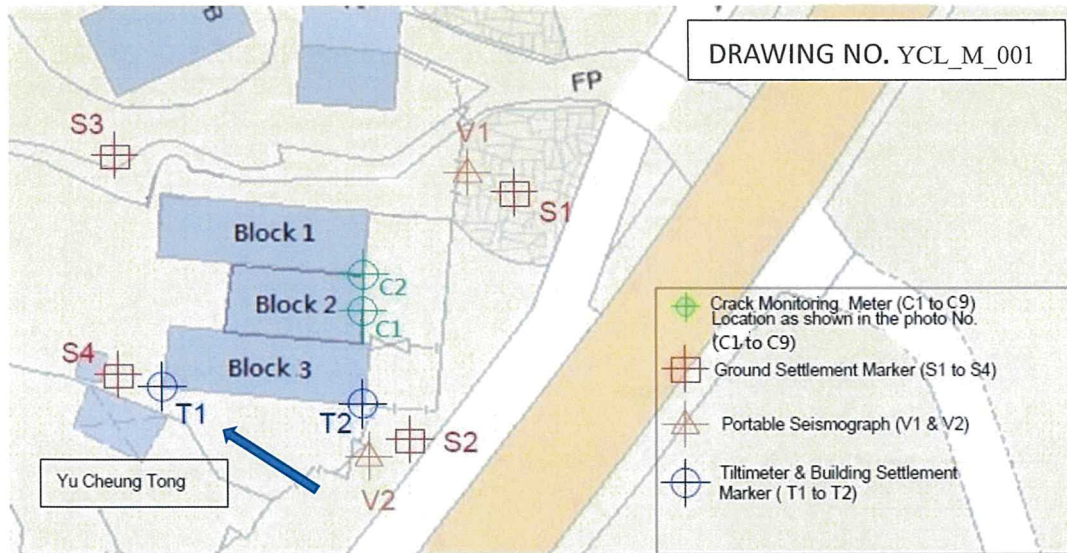 DRAWING NO. YCL_M_001
B
FP
S3
V1
S1
Block 1
C2
Block 2
C1
Block 3
S4
T1
T2
S2
V2
Yu Cheung Tong
Crack Monitoring Meter (C1 to C9)
Location as shown in the photo No.
(C1 to C9)
Ground Settlement Marker (S1 to S4)
Portable Seismograph (V1 & V2)
Tiltimeter & Building Settlement
Marker ( T1 to T2)